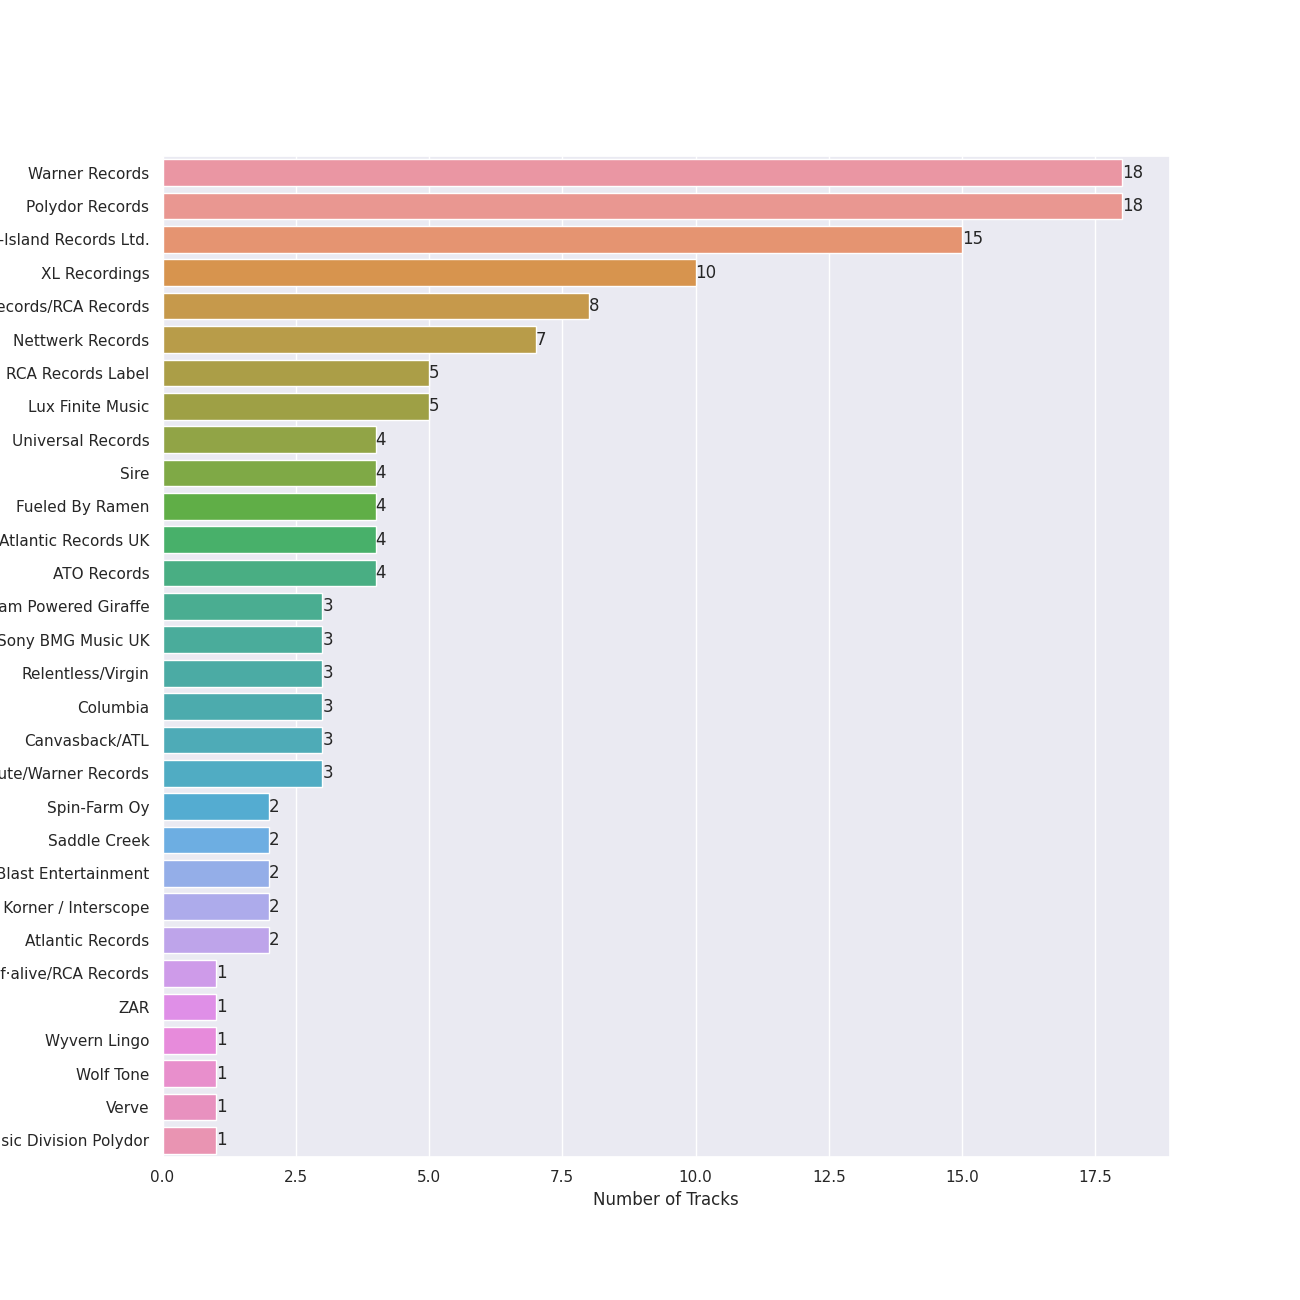 Warner Records 18
Polydor Records 18
-Island Records Ltd. 15
XL Recordings 10
ecords/RCA Records 8
Nettwerk Records 7
RCA Records Label 5
Lux Finite Music 5
Universal Records 4
Sire 4
Fueled By Ramen 4
Atlantic Records UK 4
ATO Records 4
am Powered Giraffe 3
Sony BMG Music UK 3
Relentless/Virgin 3
Columbia 3
Canvasback/ATL 3
ute/Warner Records 3
Spin-Farm Oy 2
Saddle Creek 2
Blast Entertainment 2
Korner / Interscope 2
Atlantic Records 2
f·alive/RCA Records 1
ZAR 1
Wyvern Lingo 1
Wolf Tone 1
Verve 1
sic Division Polydor 1
0.0 2.5 5.0 7.5 10.0 12.5 15.0 17.5
Number of Tracks